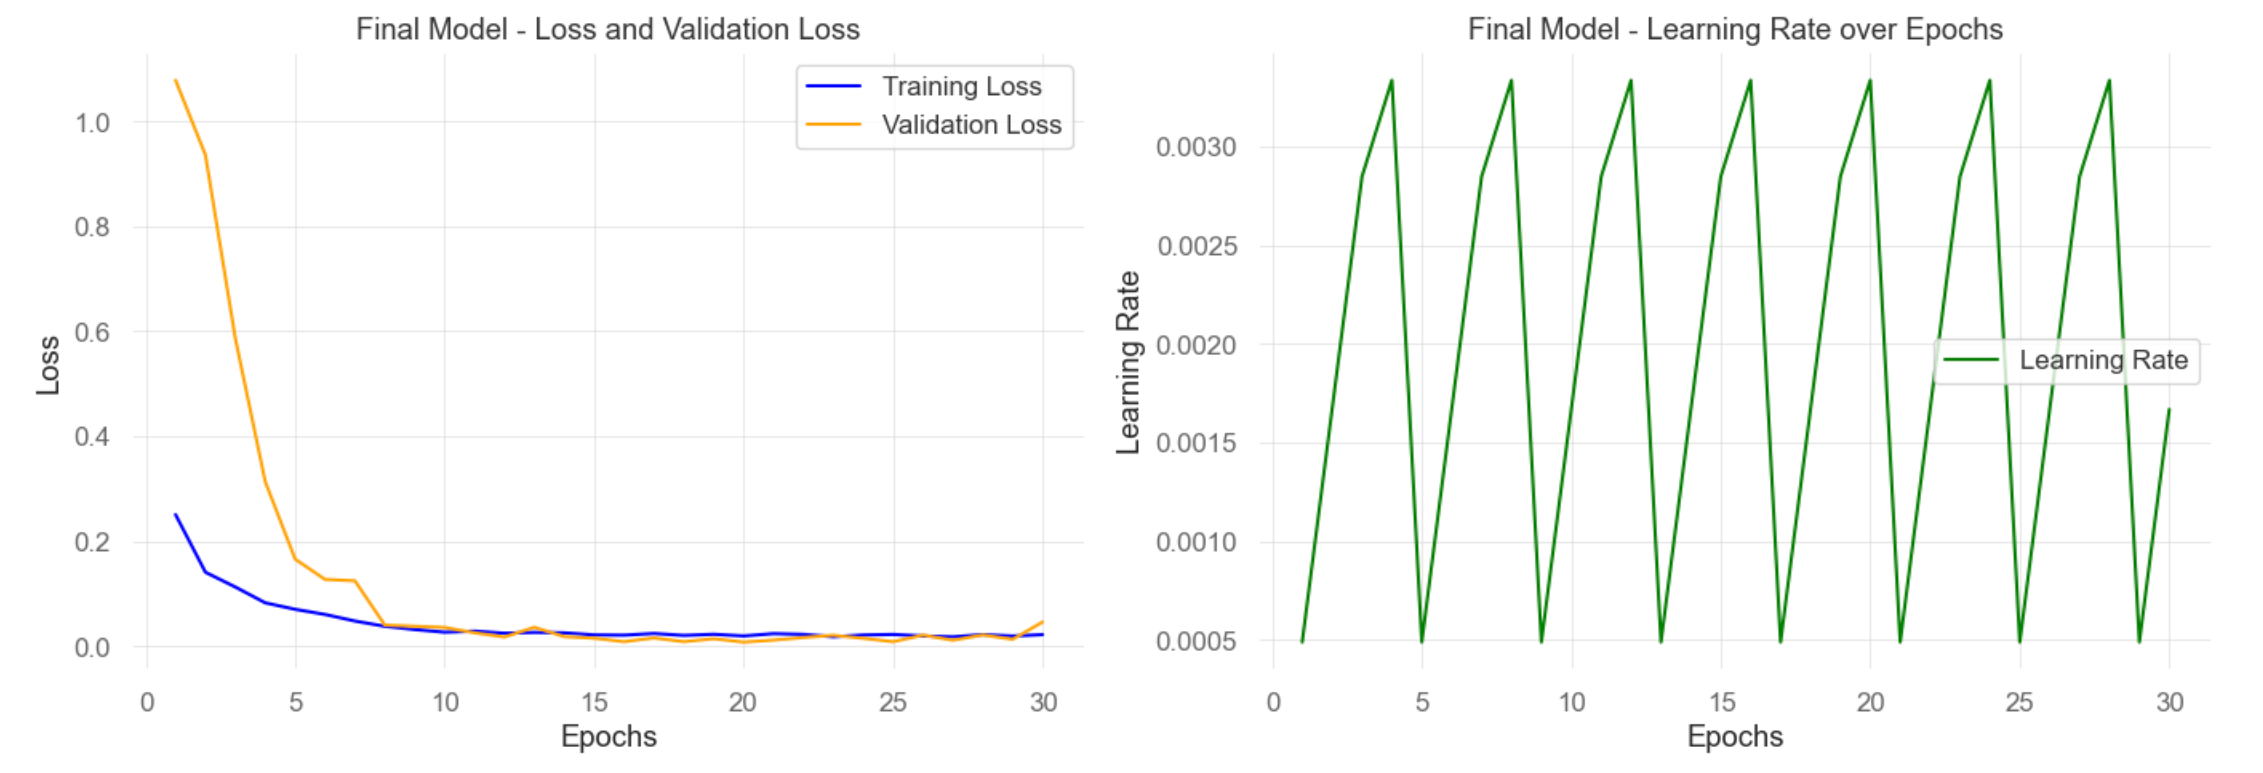 Final Model - Loss and Validation Loss
Training Loss
Validation Loss
1.0
0.8
0.6
0.4
0.2
0.0
Loss
0 5 10 15 20 25 30
Epochs
Final Model - Learning Rate over Epochs
0.0030
0.0025
0.0020
0.0015
0.0010
0.0005
Learning Rate
Learning Rate
0 5 10 15 20 25 30
Epochs